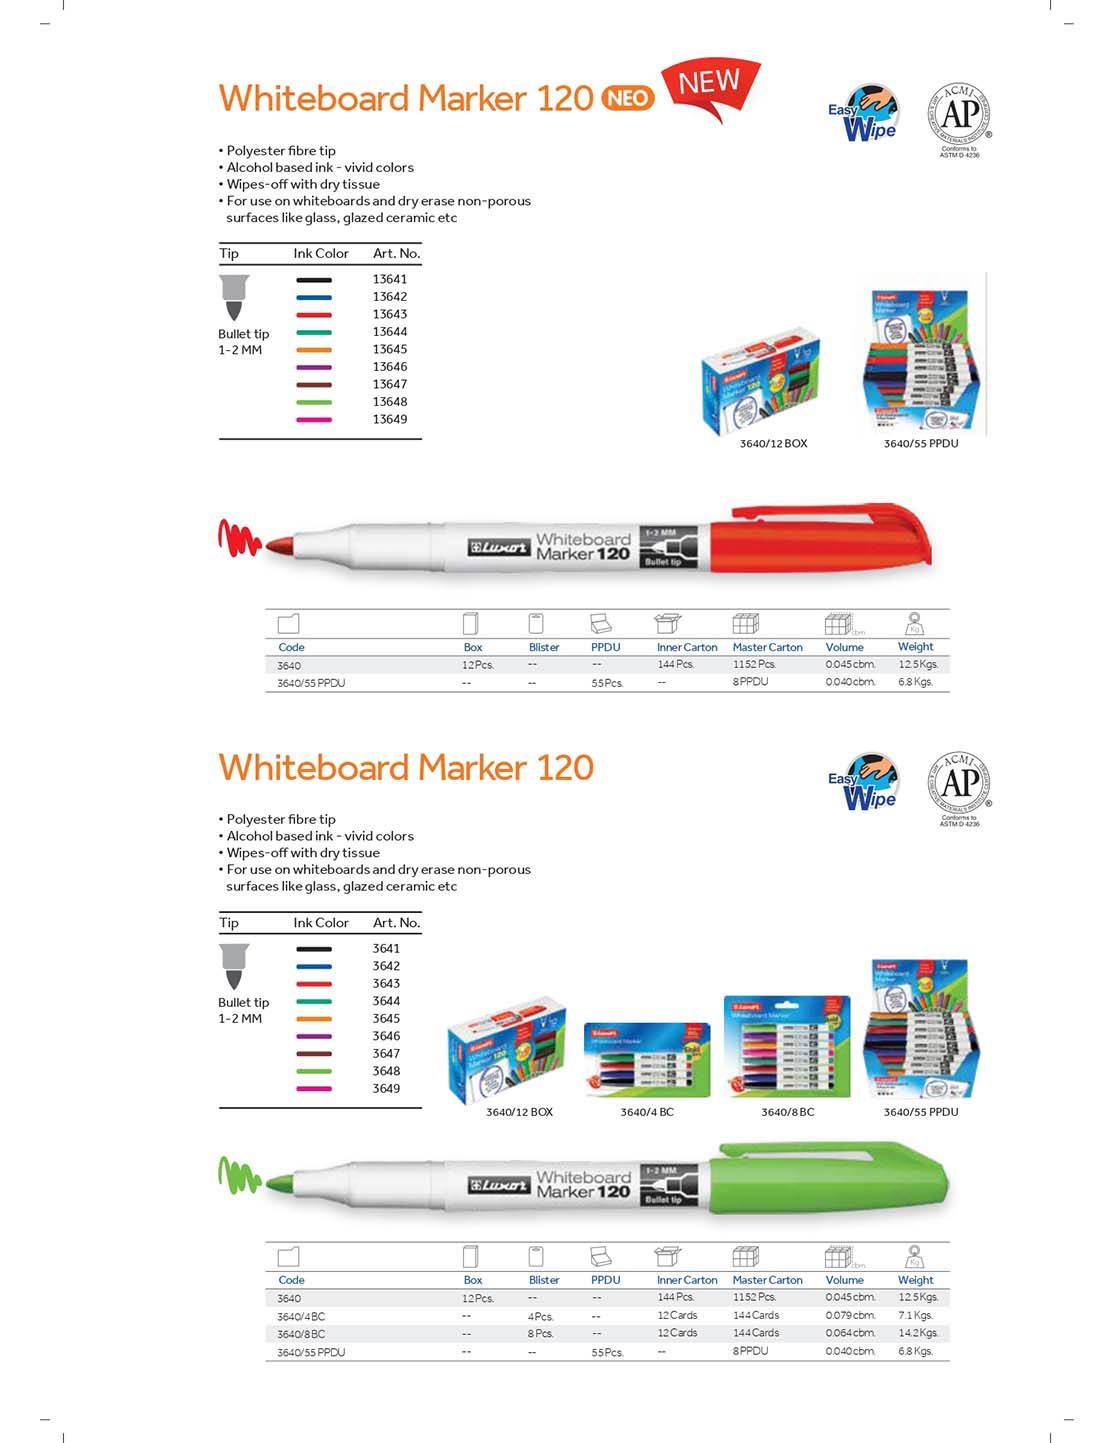 Whiteboard Marker 120 NEO
NEW
Easy
Wipe
ACMI
AP
®
Conforms to
ASTM D 4236
• Polyester fibre tip
• Alcohol based ink - vivid colors
• Wipes-off with dry tissue
• For use on whiteboards and dry erase non-porous
surfaces like glass, glazed ceramic etc
Tip Ink Color Art. No.
13641
13642
13643
13644
13645
13646
13647
13648
13649
Bullet tip
1-2 MM
3640/12 BOX
3640/55 PPDU
Luxor Whiteboard
Marker 120
1-2 MM
Bullet tip
cbm.
Kg
Code Box Blister PPDU Inner Carton Master Carton Volume Weight
3640 12 Pcs. -- -- 144 Pcs. 1152 Pcs. 0.045 cbm. 12.5 Kgs.
3640/55 PPDU -- -- 55 Pcs. -- 8 PPDU 0.040 cbm. 6.8 Kgs.
Whiteboard Marker 120
Easy
Wipe
ACMI
AP
®
Conforms to
ASTM D 4236
• Polyester fibre tip
• Alcohol based ink - vivid colors
• Wipes-off with dry tissue
• For use on whiteboards and dry erase non-porous
surfaces like glass, glazed ceramic etc
Tip Ink Color Art. No.
3641
3642
3643
3644
3645
3646
3647
3648
3649
Bullet tip
1-2 MM
3640/12 BOX
3640/4 BC
3640/8 BC
3640/55 PPDU
Luxor Whiteboard
Marker 120
1-2 MM
Bullet tip
cbm.
Kg
Code Box Blister PPDU Inner Carton Master Carton Volume Weight
3640 12 Pcs. -- -- 144 Pcs. 1152 Pcs. 0.045 cbm. 12.5 Kgs.
3640/4 BC -- 4 Pcs. -- 12 Cards 144 Cards 0.079 cbm. 7.1 Kgs.
3640/8 BC -- 8 Pcs. -- 12 Cards 144 Cards 0.064 cbm. 14.2 Kgs.
3640/55 PPDU -- -- 55 Pcs. -- 8 PPDU 0.040 cbm. 6.8 Kgs.